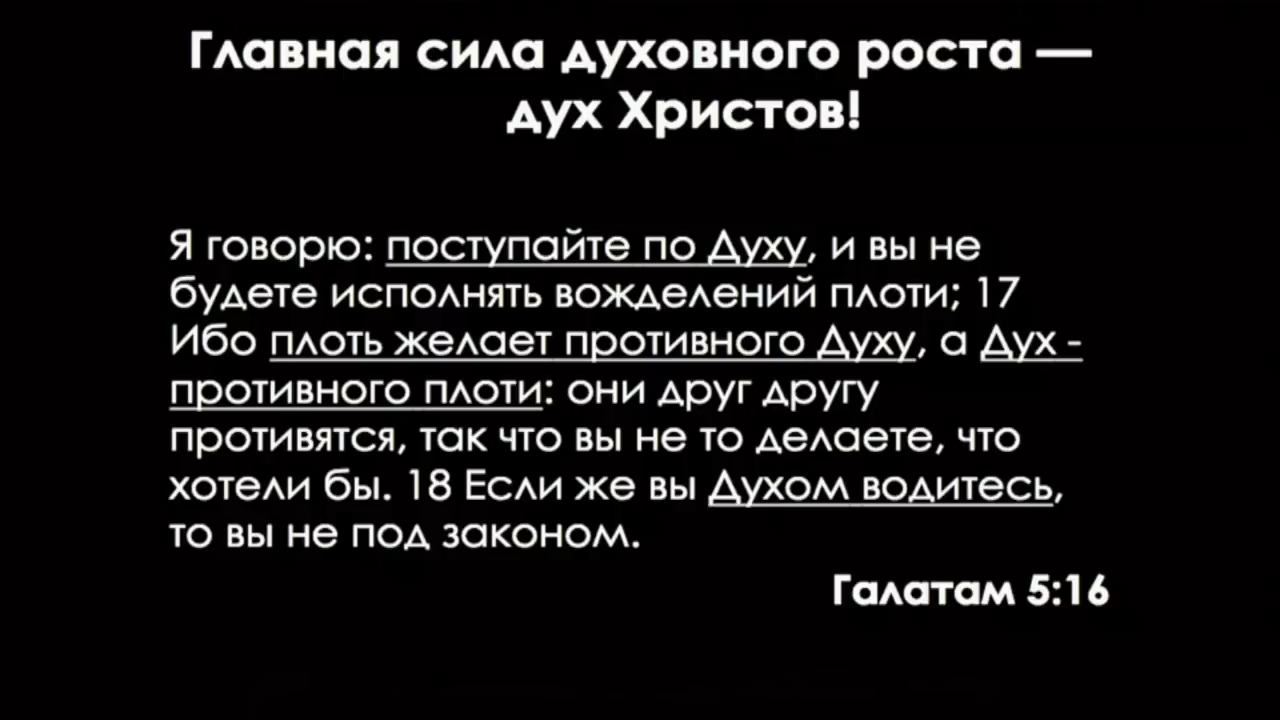 Главная сила духовного роста —
дух Христов!
Я говорю: поступайте по Духу, и вы не
будете исполнять вожделений плоти; 17
Ибо плоть желает противного Духу, а Дух -
противного плоти: они друг другу
противятся, так что вы не то делаете, что
хотели бы. 18 Если же вы Духом водитесь,
то вы не под законом.
Галатам 5:16